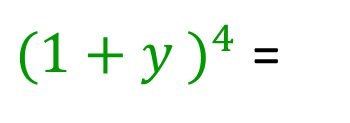 (1 + y )⁴ =